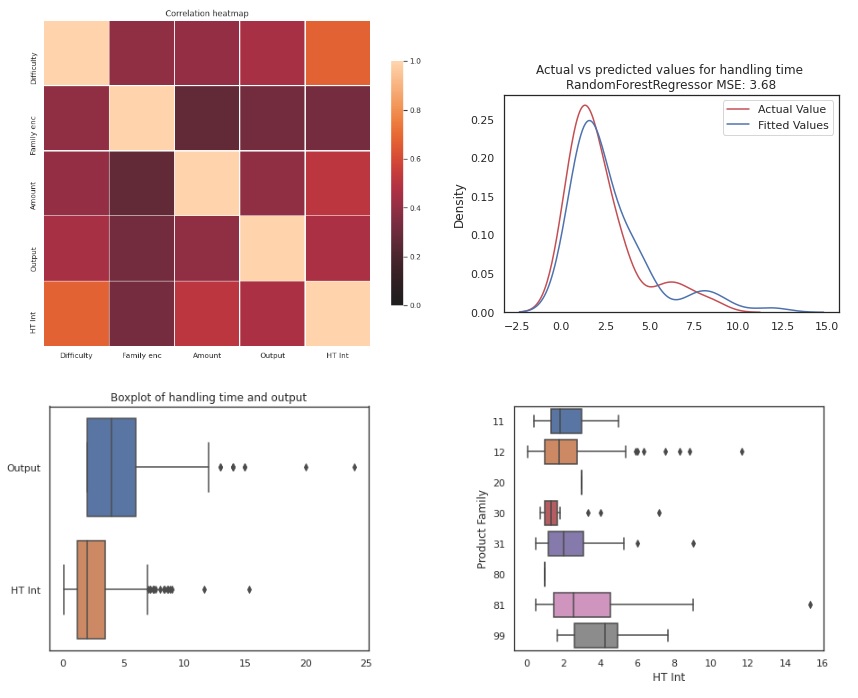 Correlation heatmap
Difficulty
Family enc
Amount
Output
HT Int
Difficulty Family enc Amount Output HT Int
1.0
0.8
0.6
0.4
0.2
0.0
Actual vs predicted values for handling time
RandomForestRegressor MSE: 3.68
Actual Value
Fitted Values
Density
0.25
0.20
0.15
0.10
0.05
0.00
−2.5 0.0 2.5 5.0 7.5 10.0 12.5 15.0
Boxplot of handling time and output
Output
HT Int
0 5 10 15 20 25
Product Family
11
12
20
30
31
80
81
99
0 2 4 6 8 10 12 14 16
HT Int